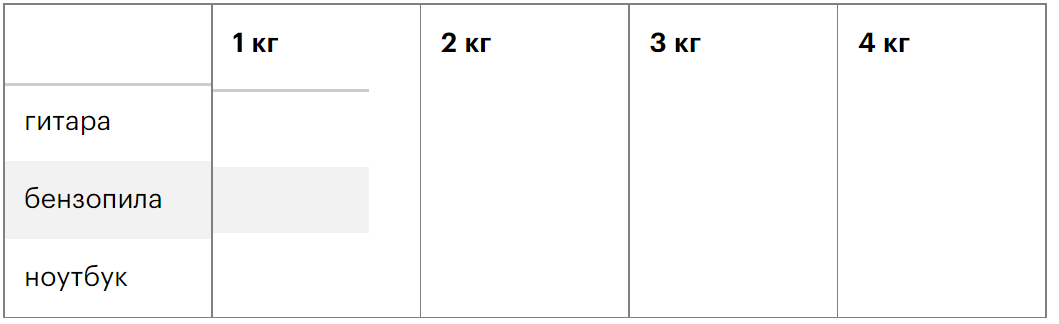 1 кг 2 кг 3 кг 4 кг
гитара
бензопила
ноутбук